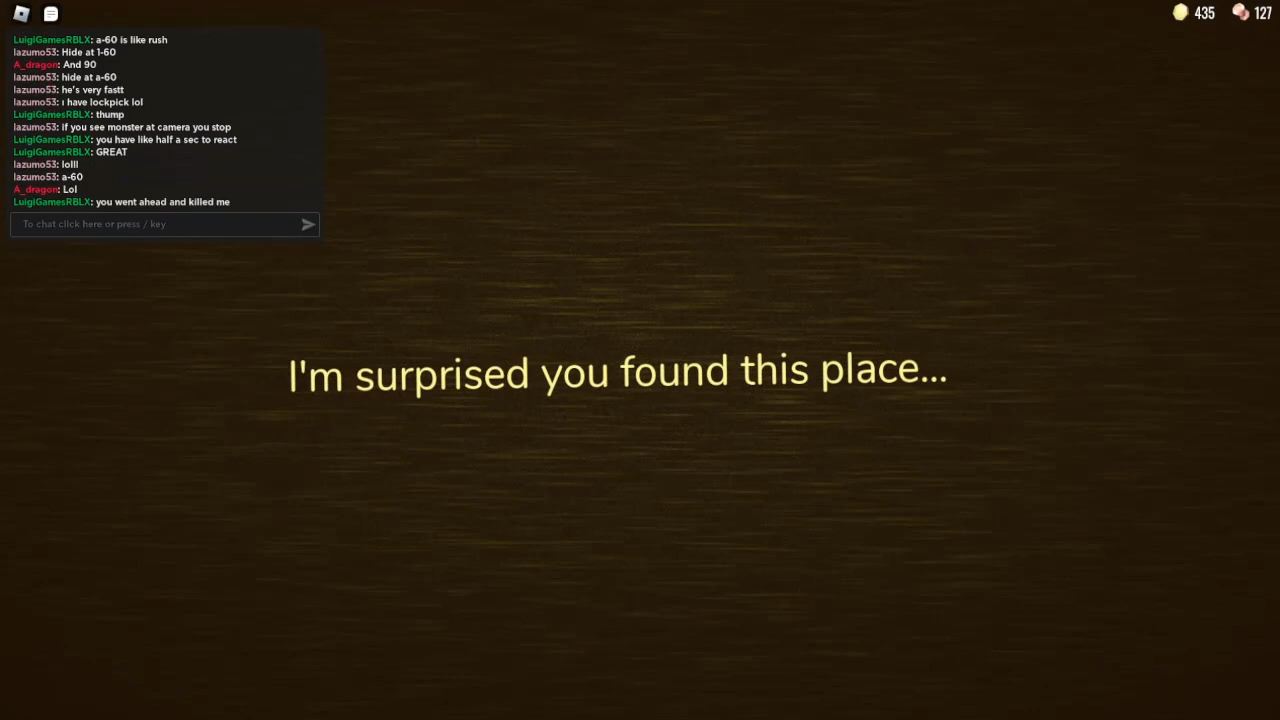 435
127
LuigiGamesRBLX: a-60 is like rush
lazumo53: Hide at 1-60
A_dragon: And 90
lazumo53: hide at a-60
lazumo53: he's very fastt
lazumo53: ı have lockpick lol
LuigiGamesRBLX: thump
lazumo53: if you see monster at camera you stop
LuigiGamesRBLX: you have like half a sec to react
LuigiGamesRBLX: GREAT
lazumo53: lolll
lazumo53: a-60
A_dragon: Lol
LuigiGamesRBLX: you went ahead and killed me
To chat click here or press / key
I'm surprised you found this place...